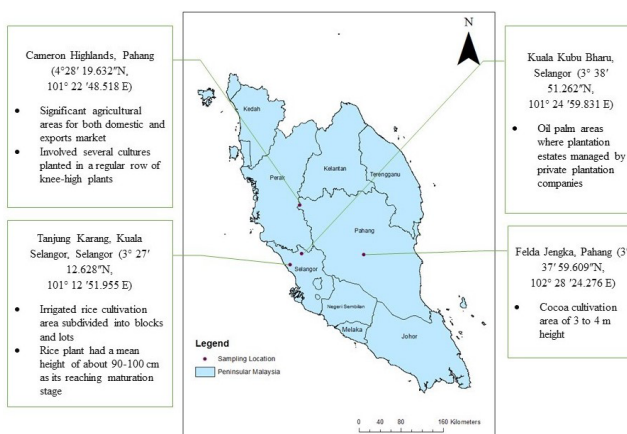 Cameron Highlands, Pahang
(4°28′ 19.632″N,
101° 22 ′48.518 E)
• Significant agricultural
areas for both domestic and
exports market
• Involved several cultures
planted in a regular row of
knee-high plants
Tanjung Karang, Kuala
Selangor, Selangor (3° 27′
12.628″N,
101° 12 ′51.955 E)
• Irrigated rice cultivation
area subdivided into blocks
and lots
• Rice plant had a mean
height of about 90-100 cm
as its reaching maturation
stage
N
Kedah
Perak
Kelantan
Terengganu
Pahang
Selangor
Negeri Sembilan
Melaka
Johor
Legend
Sampling Location
Peninsular Malaysia
0 40 80 160 Kilometers
Kuala Kubu Bharu,
Selangor (3° 38′
51.262″N,
101° 24 ′59.831 E)
• Oil palm areas
where plantation
estates managed by
private plantation
companies
Felda Jengka, Pahang (3°
37′ 59.609″N,
102° 28 ′24.276 E)
• Cocoa cultivation
area of 3 to 4 m
height